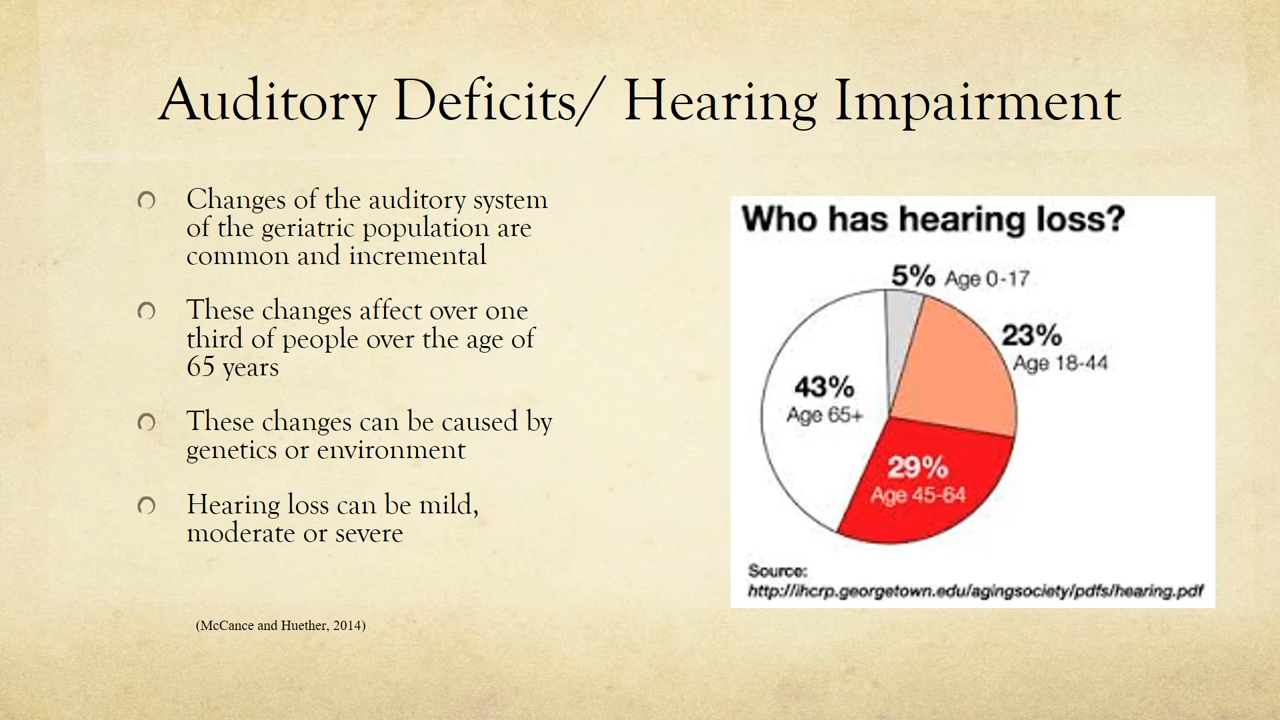 Auditory Deficits/ Hearing Impairment
Changes of the auditory system
of the geriatric population are
common and incremental
These changes affect over one
third of people over the age of
65 years
These changes can be caused by
genetics or environment
Hearing loss can be mild,
moderate or severe
(McCance and Huether, 2014)
Who has hearing loss?
5% Age 0-17
23%
Age 18-44
43%
Age 65+
29%
Age 45-64
Source:
http://ihcrp.georgetown.edu/agingsociety/pdfs/hearing.pdf